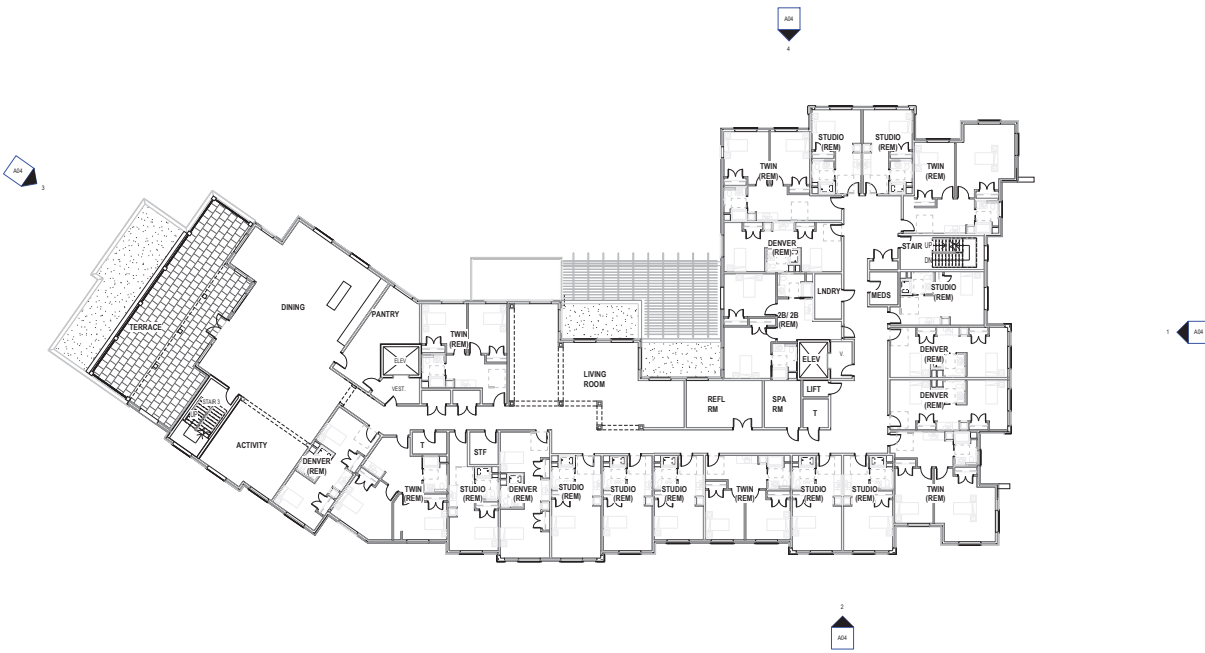 A04
4
A04
3
STUDIO
(REM)
STUDIO
(REM)
TWIN
(REM)
TWIN
(REM)
DENVER
(REM)
STAIR
UP
DN
STUDIO
(REM)
MEDS
LNDRY
2B/ 2B
(REM)
ELEV
V.
DINING
TERRACE
PANTRY
TWIN
(REM)
ELEV
VEST.
LIVING
ROOM
1
A04
DENVER
(REM)
DENVER
(REM)
LIFT
T
REFL
RM
SPA
RM
STAIR 3
ACTIVITY
T
STF
DENVER
(REM)
TWIN
(REM)
STUDIO
(REM)
DENVER
(REM)
STUDIO
(REM)
STUDIO
(REM)
STUDIO
(REM)
TWIN
(REM)
STUDIO
(REM)
STUDIO
(REM)
TWIN
(REM)
2
A04